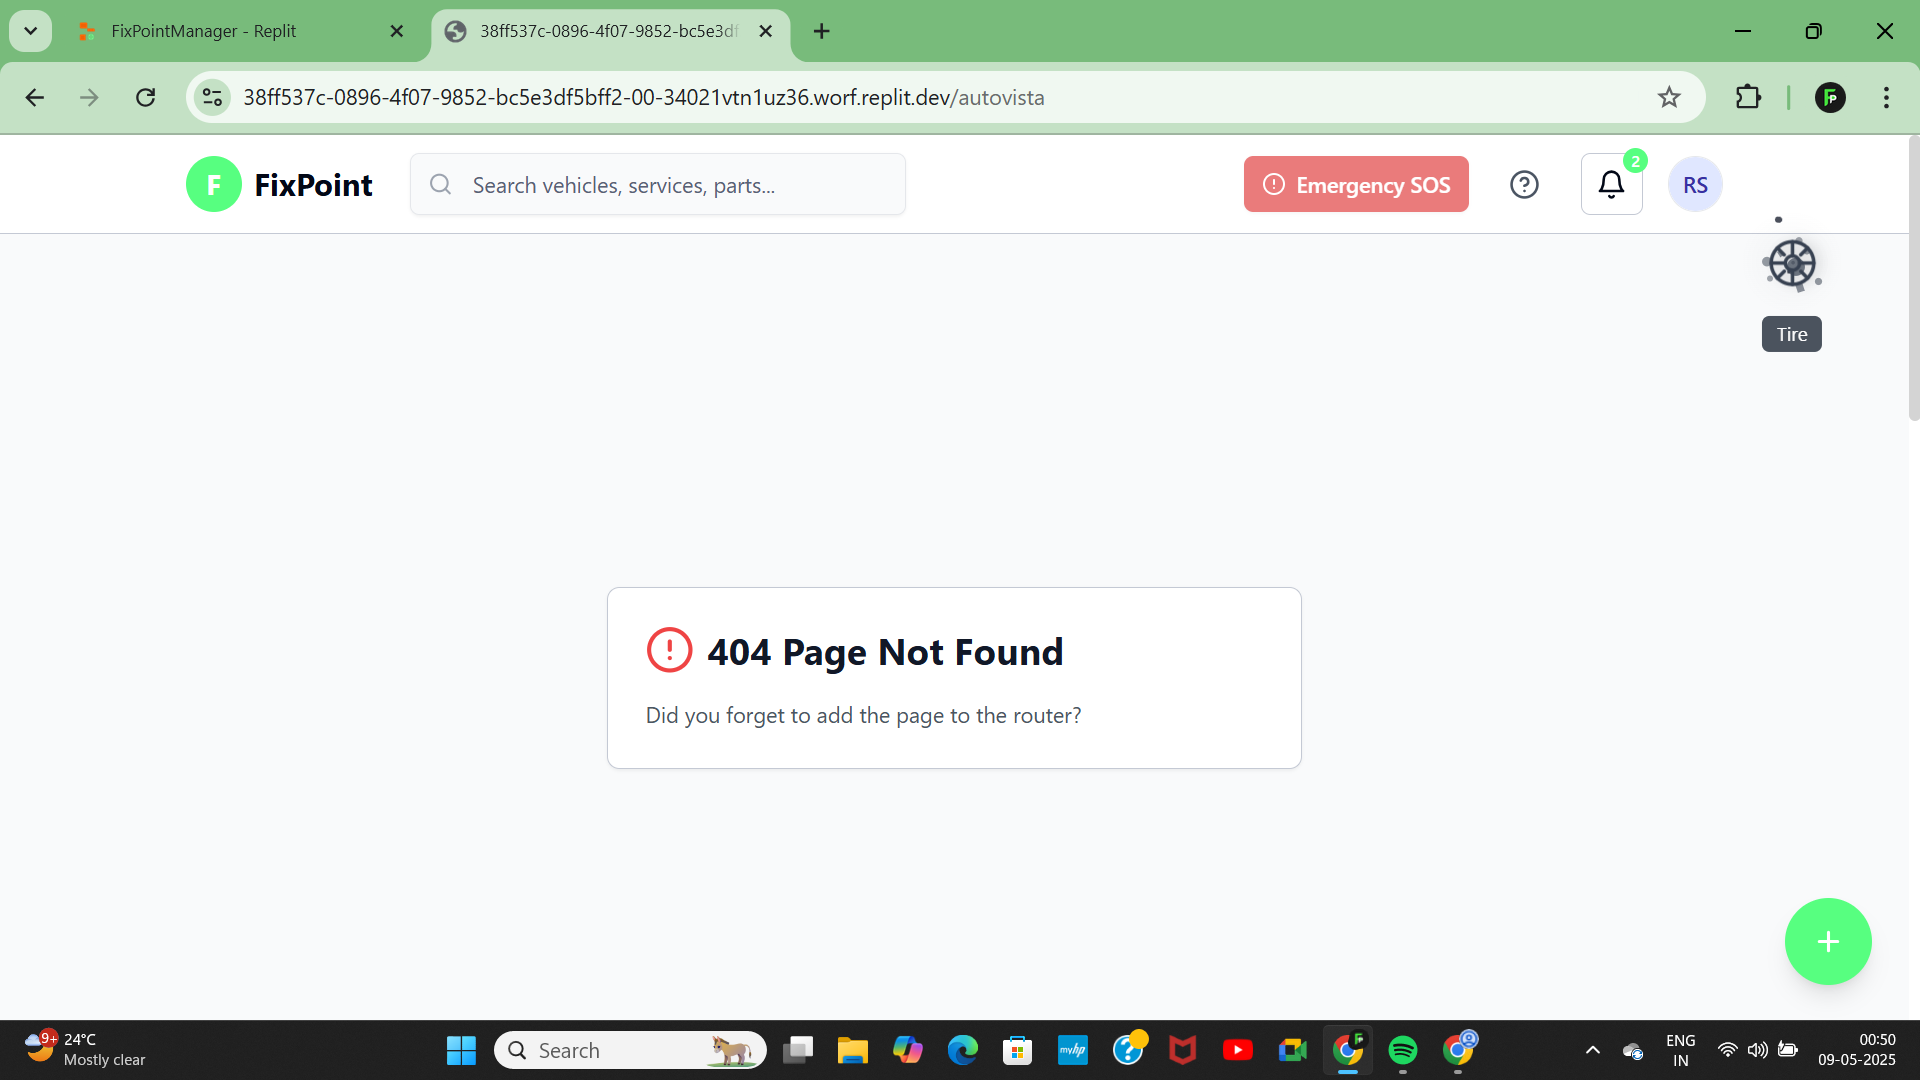 FixPointManager - Replit
38ff537c-0896-4f07-9852-bc5e3df
38ff537c-0896-4f07-9852-bc5e3df5bff2-00-34021vtn1uz36.worf.replit.dev/autovista
F
FixPoint
Search vehicles, services, parts...
Emergency SOS
2
RS
Tire
404 Page Not Found
Did you forget to add the page to the router?
9+
24°C
Mostly clear
Search
myhp
ENG
IN
00:50
09-05-2025